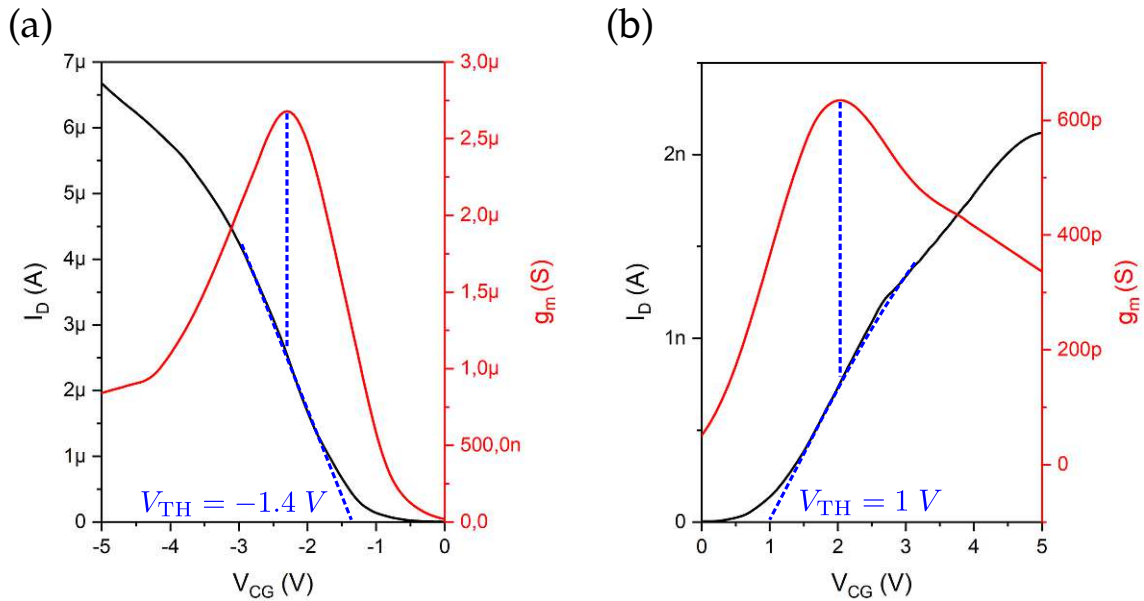 (a)
(b)
7µ
6µ
5µ
4µ
3µ
2µ
1µ
0
I_D (A)
-5
-4
-3
-2
-1
0
V_CG (V)
3,0µ
2,5µ
2,0µ
1,5µ
1,0µ
500,0n
0,0
g_m (S)
V_TH = −1.4 V
2n
1n
0
I_D (A)
0
1
2
3
4
5
V_CG (V)
600p
400p
200p
0
g_m (S)
V_TH = 1 V